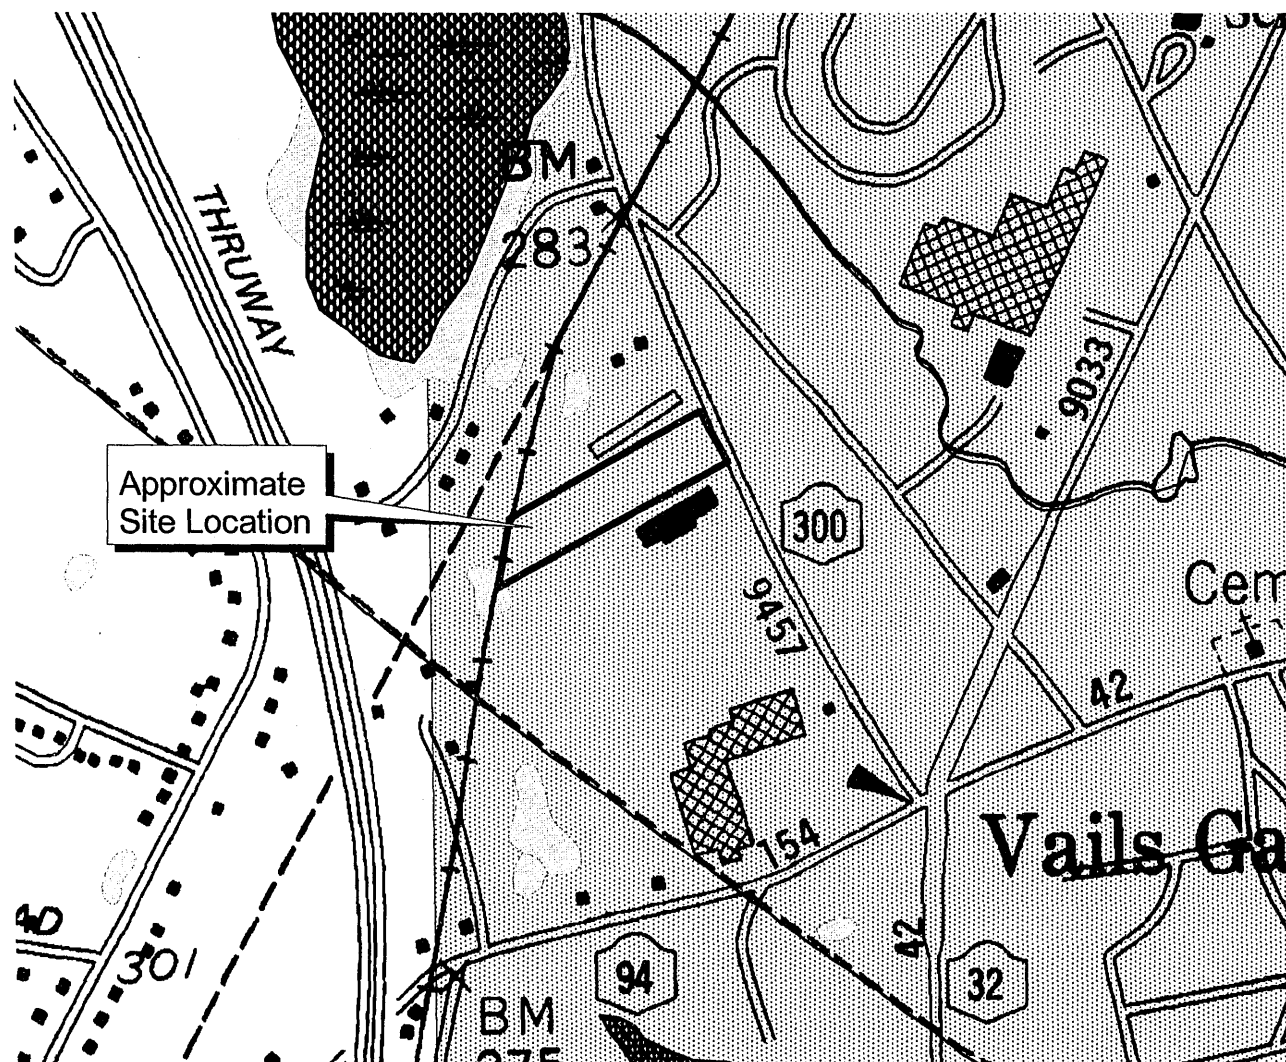 THRUWAY
BM
283
9033
Approximate
Site Location
300
9457
Cem
42
154
Vails Ga
42
301
94
32
BM
275